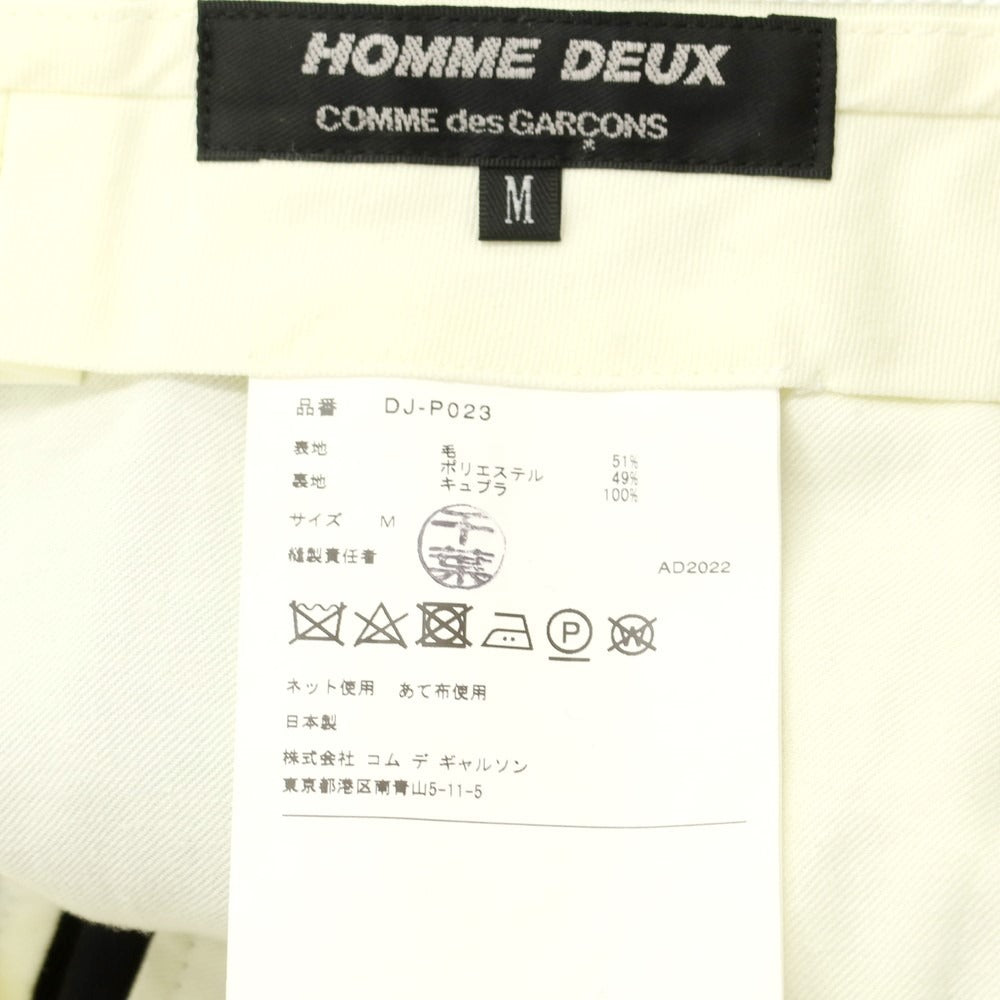 HOMME DEUX
COMME des GARÇONS
M
品番 DJ-P023
表地 毛 51%
ポリエステル 49%
裏地 キュプラ 100%
サイズ M
千葉
縫製責任者
AD2022
P
W
ネット使用 あて布使用
日本製
株式会社 コム デ ギャルソン
東京都港区南青山5-11-5